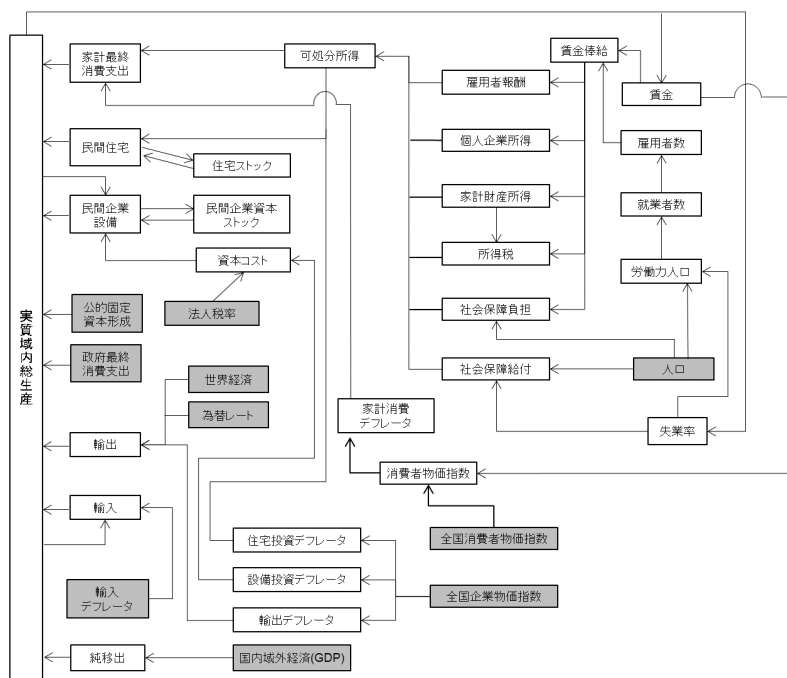 実質域内総生産
家計最終
消費支出
可処分所得
賃金俸給
賃金
雇用者報酬
民間住宅
住宅ストック
個人企業所得
雇用者数
民間企業
設備
民間企業資本
ストック
家計財産所得
就業者数
資本コスト
所得税
労働力人口
公的固定
資本形成
法人税率
社会保障負担
政府最終
消費支出
世界経済
社会保障給付
人口
為替レート
家計消費
デフレータ
失業率
輸出
消費者物価指数
輸入
住宅投資デフレータ
全国消費者物価指数
設備投資デフレータ
輸入
デフレータ
全国企業物価指数
輸出デフレータ
純移出
国内域外経済(GDP)